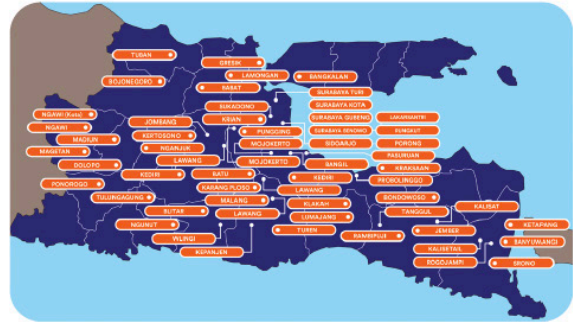 TUBAN
BOJONEGORO
GRESIK
LAMONGAN
BABAT
BANGKALAN
SURABAYA TURI
SURABAYA KOTA
SURABAYA GUBENG
SURABAYA BENOWO
SIDOARJO
LAKARSANTRI
RUNGKUT
PORONG
PASURUAN
SUKADONO
KRIAN
NGAWI (Kota)
NGAWI
MADIUN
MAGETAN
DOLOPO
PONOROGO
JOMBANG
KERTOSONO
NGANJUK
LAWANG
KEDIRI
PUNGGING
MOJOKERTO
MOJOKERTO
BANGIL
KRAKSAAN
PROBOLINGGO
BATU
KEDIRI
KARANG PLOSO
LAWANG
TULUNGAGUNG
MALANG
KLAKAH
BONDOWOSO
BLITAR
LAWANG
LUMAJANG
TANGGUL
KALISAT
NGUNUT
TUREN
RAMBIPUJI
JEMBER
KETAPANG
WLINGI
KALISETAIL
BANYUWANGI
KEPANJEN
ROGOJAMPI
SRONO